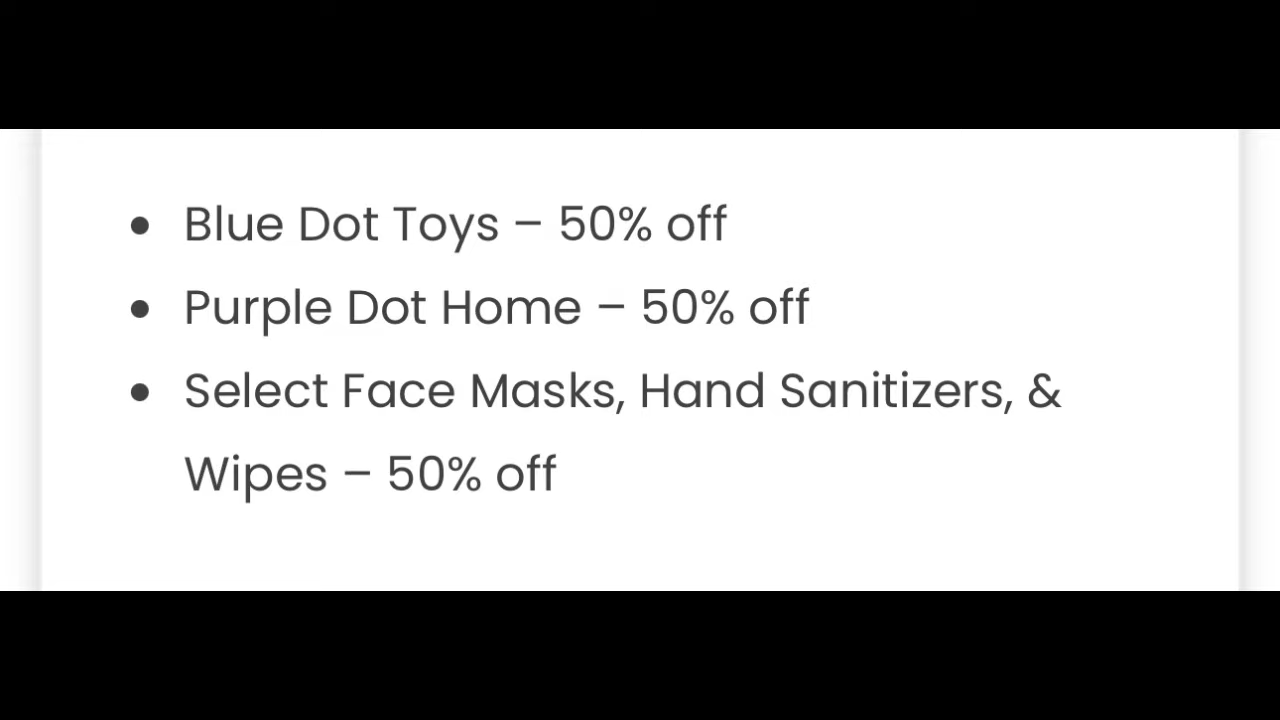 • Blue Dot Toys – 50% off
• Purple Dot Home – 50% off
• Select Face Masks, Hand Sanitizers, &
Wipes – 50% off